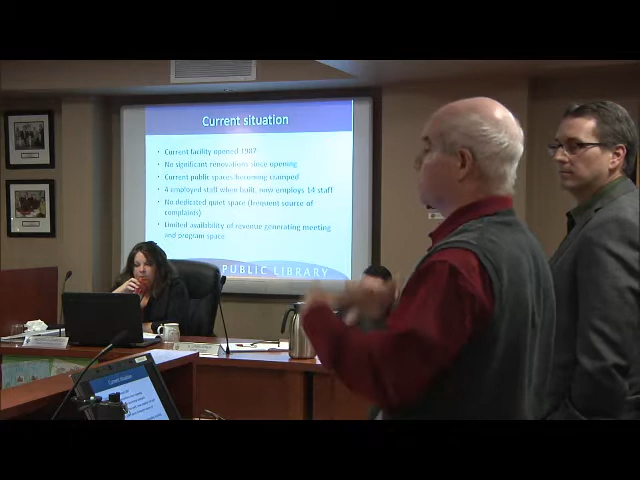 Current situation
• Current facility opened 1987
• No significant renovations since opening
• Current public spaces becoming cramped
• 4 employed staff when built, now employs 14 staff
• No dedicated quiet space (frequent source of
complaints)
• Limited availability of revenue generating meeting
and program space
PUBLIC LIBRARY
Current Situation